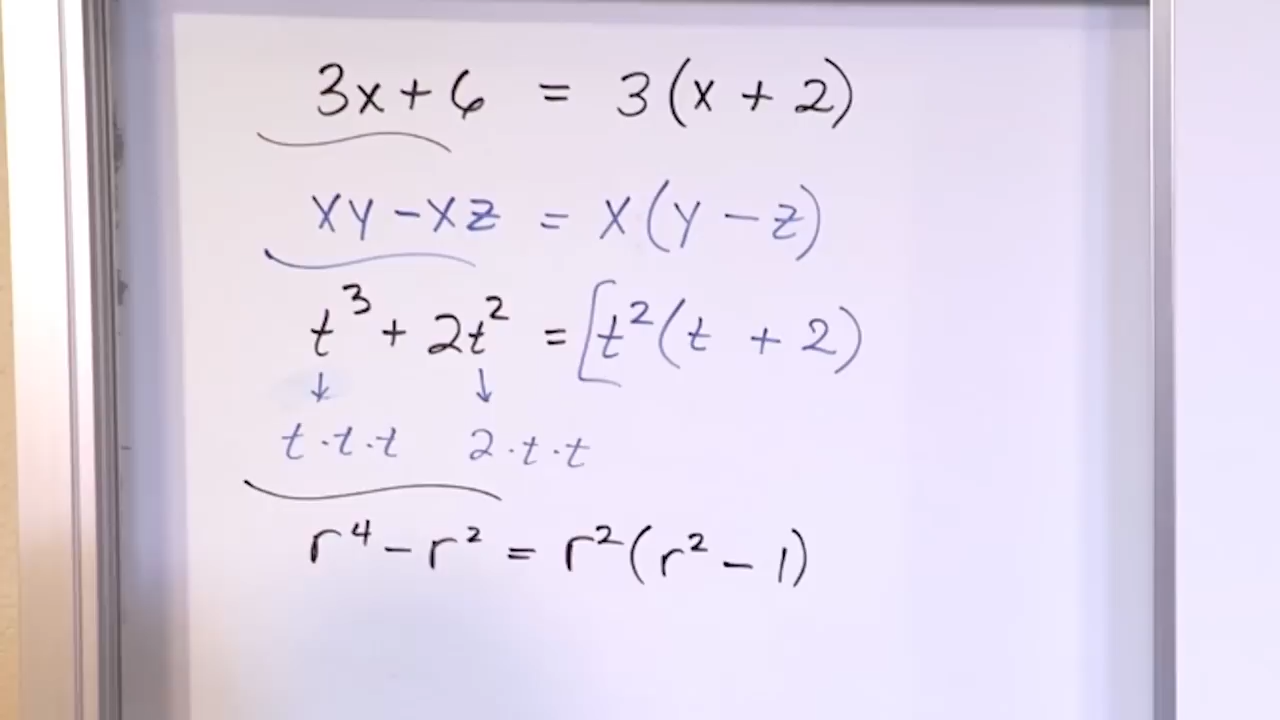 3x + 6 = 3(x + 2)
xy - xz = x(y - z)
t³ + 2t² = [t²(t + 2)
↓ ↓
t·t·t 2·t·t
r⁴ - r² = r²(r² - 1)